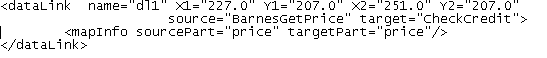 <dataLink  name="dl1" X1="227.0" Y1="207.0" X2="251.0" Y2="207.0"
source="BarnesGetPrice" target="CheckCredit">
<mapInfo sourcePart="price" targetPart="price"/>
</dataLink>